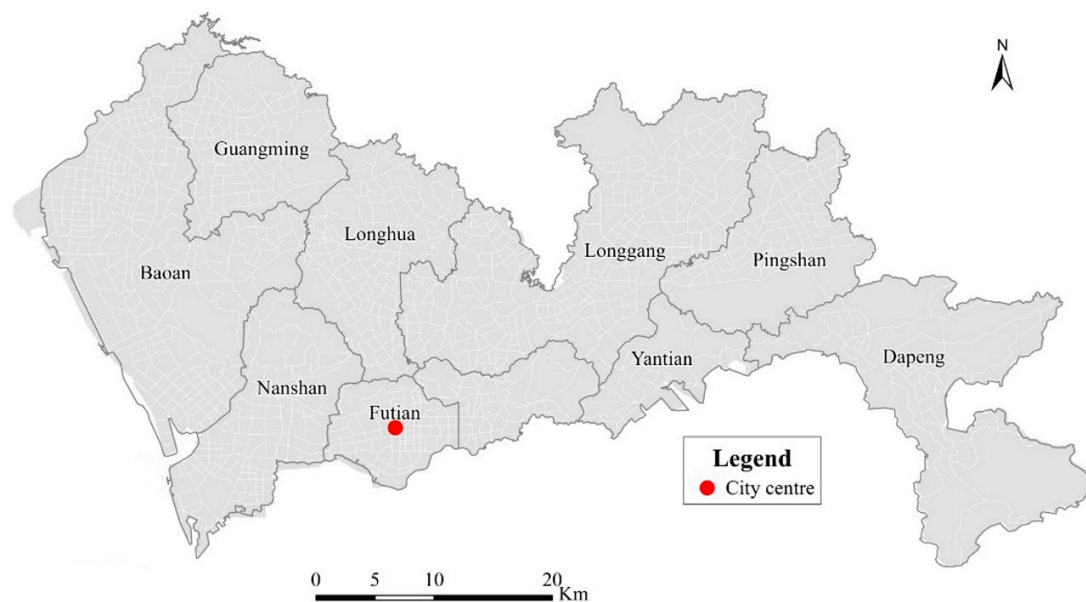 N
Guangming
Longhua
Longgang
Pingshan
Baoan
Yantian
Dapeng
Nanshan
Futian
Legend
City centre
0 5 10 20
Km